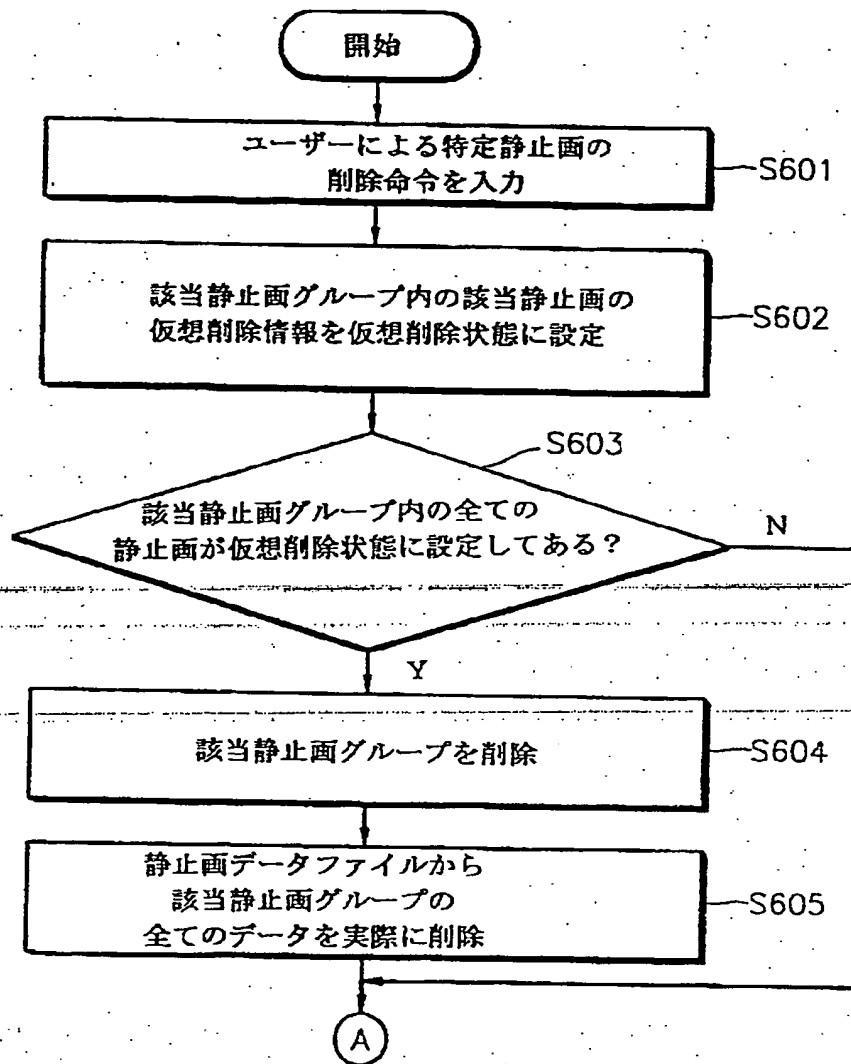 開始
ユーザーによる特定静止画の
削除命令を入力
S601
該当静止画グループ内の該当静止画の
仮想削除情報を仮想削除状態に設定
S602
S603
該当静止画グループ内の全ての
静止画が仮想削除状態に設定してある?
N
Y
該当静止画グループを削除
S604
静止画データファイルから
該当静止画グループの
全てのデータを実際に削除
S605
A